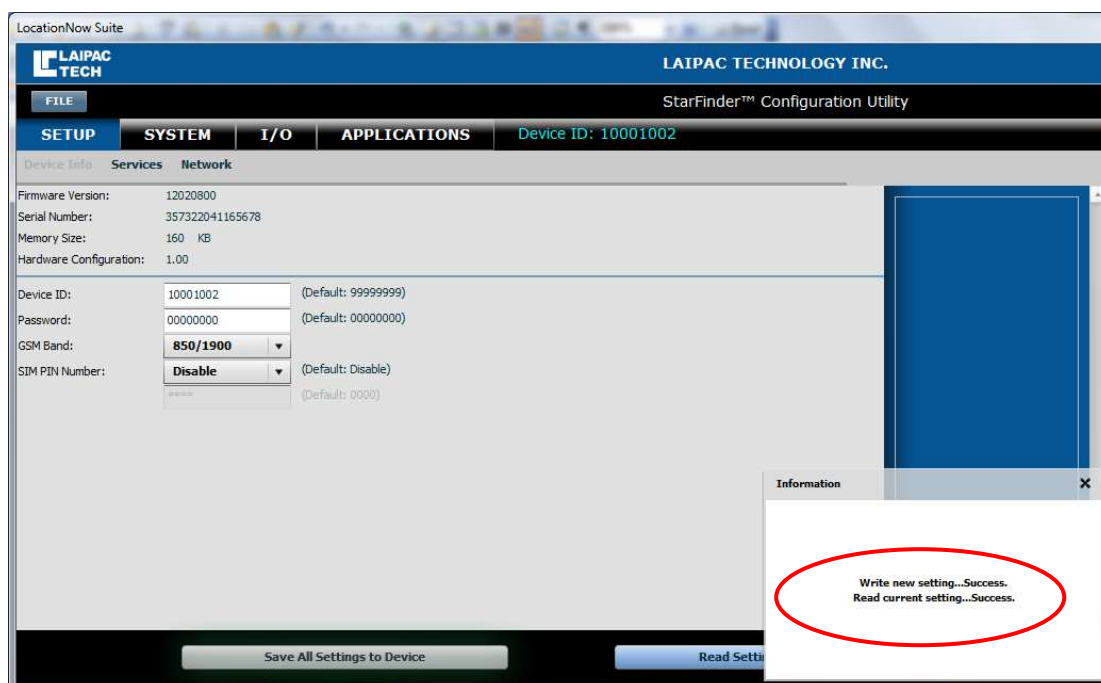 LocationNow Suite
LAIPAC
TECH
LAIPAC TECHNOLOGY INC.
FILE
StarFinder™ Configuration Utility
SETUP SYSTEM I/O APPLICATIONS Device ID: 10001002
Device Info Services Network
Firmware Version: 12020800
Serial Number: 357322041165678
Memory Size: 160 KB
Hardware Configuration: 1.00
Device ID: 10001002 (Default: 99999999)
Password: 00000000 (Default: 00000000)
GSM Band: 850/1900
SIM PIN Number: Disable (Default: Disable)
**** (Default: 0000)
Information
Write new setting...Success.
Read current setting...Success.
Save All Settings to Device
Read